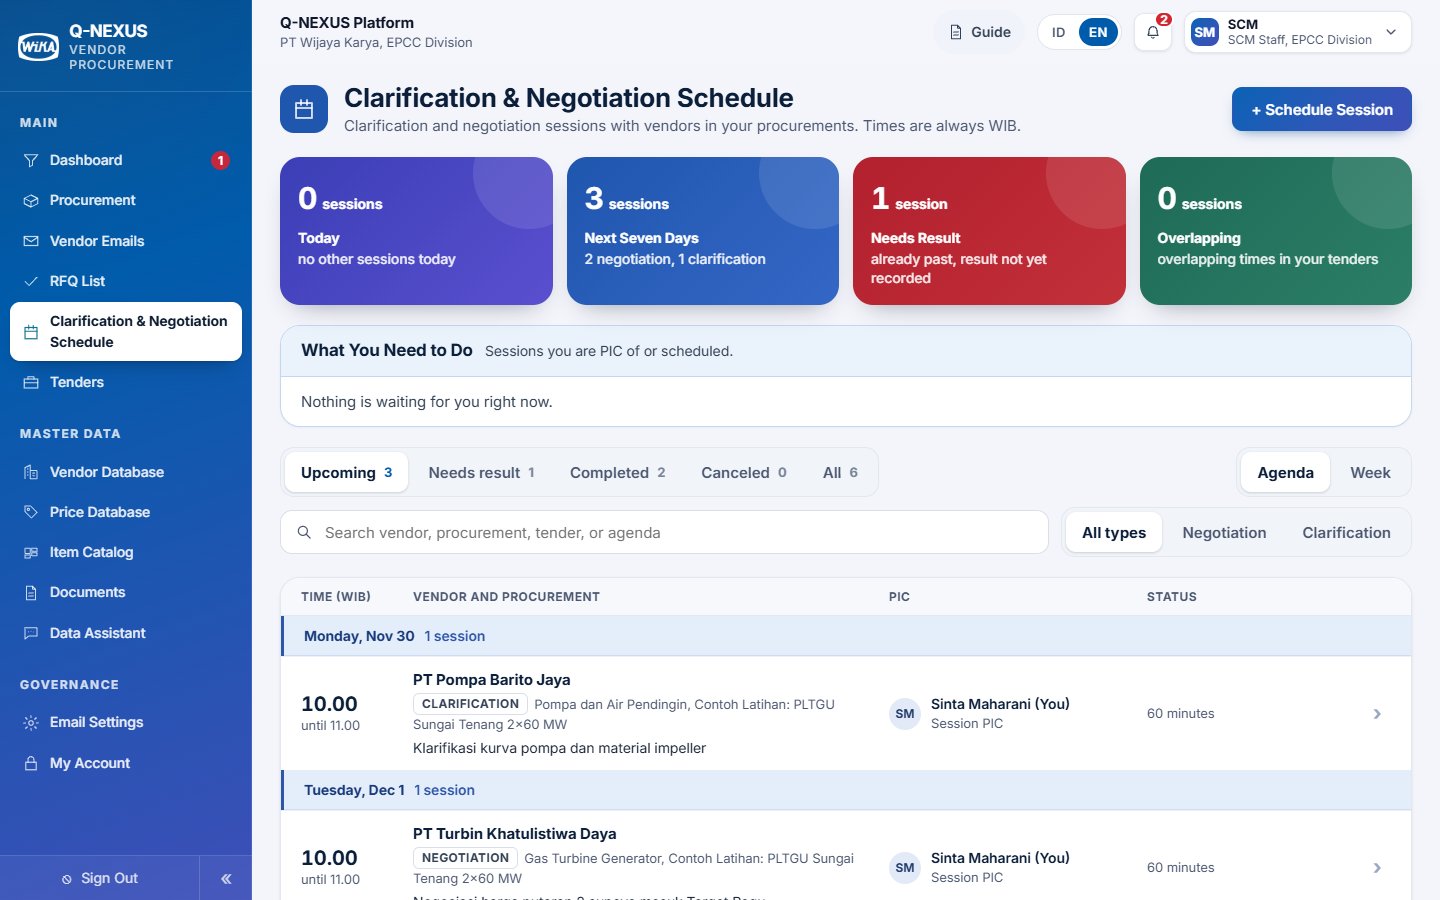 WIKA
Q-NEXUS
VENDOR
PROCUREMENT
MAIN
Dashboard 1
Procurement
Vendor Emails
RFQ List
Clarification & Negotiation
Schedule
Tenders
MASTER DATA
Vendor Database
Price Database
Item Catalog
Documents
Data Assistant
GOVERNANCE
Email Settings
My Account
Sign Out «
Q-NEXUS Platform
PT Wijaya Karya, EPCC Division
Guide
ID EN
2
SM
SCM
SCM Staff, EPCC Division
Clarification & Negotiation Schedule
Clarification and negotiation sessions with vendors in your procurements. Times are always WIB.
+ Schedule Session
0 sessions
Today
no other sessions today
3 sessions
Next Seven Days
2 negotiation, 1 clarification
1 session
Needs Result
already past, result not yet
recorded
0 sessions
Overlapping
overlapping times in your tenders
What You Need to Do Sessions you are PIC of or scheduled.
Nothing is waiting for you right now.
Upcoming 3 Needs result 1 Completed 2 Canceled 0 All 6
Agenda Week
Search vendor, procurement, tender, or agenda
All types Negotiation Clarification
TIME (WIB) VENDOR AND PROCUREMENT PIC STATUS
Monday, Nov 30 1 session
10.00
until 11.00
PT Pompa Barito Jaya
CLARIFICATION Pompa dan Air Pendingin, Contoh Latihan: PLTGU
Sungai Tenang 2×60 MW
Klarifikasi kurva pompa dan material impeller
SM
Sinta Maharani (You)
Session PIC
60 minutes
Tuesday, Dec 1 1 session
10.00
until 11.00
PT Turbin Khatulistiwa Daya
NEGOTIATION Gas Turbine Generator, Contoh Latihan: PLTGU Sungai
Tenang 2×60 MW
SM
Sinta Maharani (You)
Session PIC
60 minutes